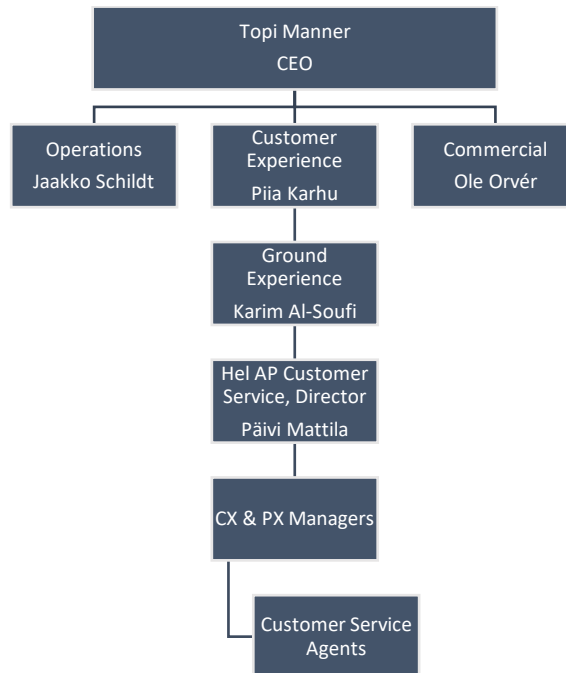 Topi Manner
CEO
Operations
Jaakko Schildt
Customer
Experience
Piia Karhu
Commercial
Ole Orvér
Ground
Experience
Karim Al-Soufi
Hel AP Customer
Service, Director
Päivi Mattila
CX & PX Managers
Customer Service
Agents